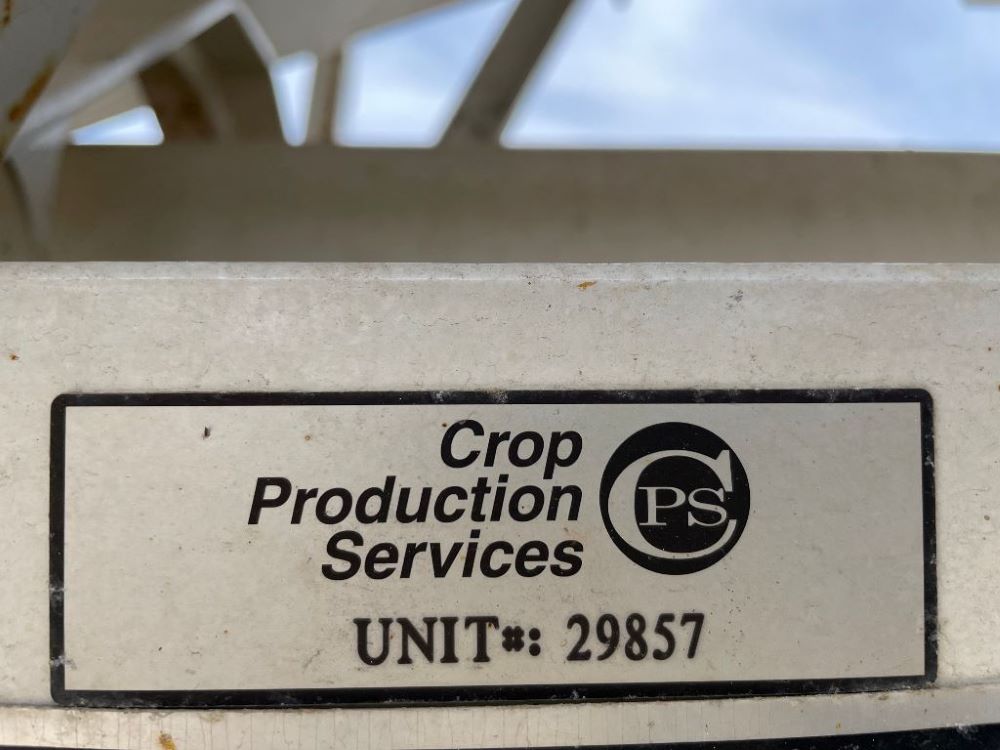 Crop
Production
Services
CPS
UNIT#: 29857